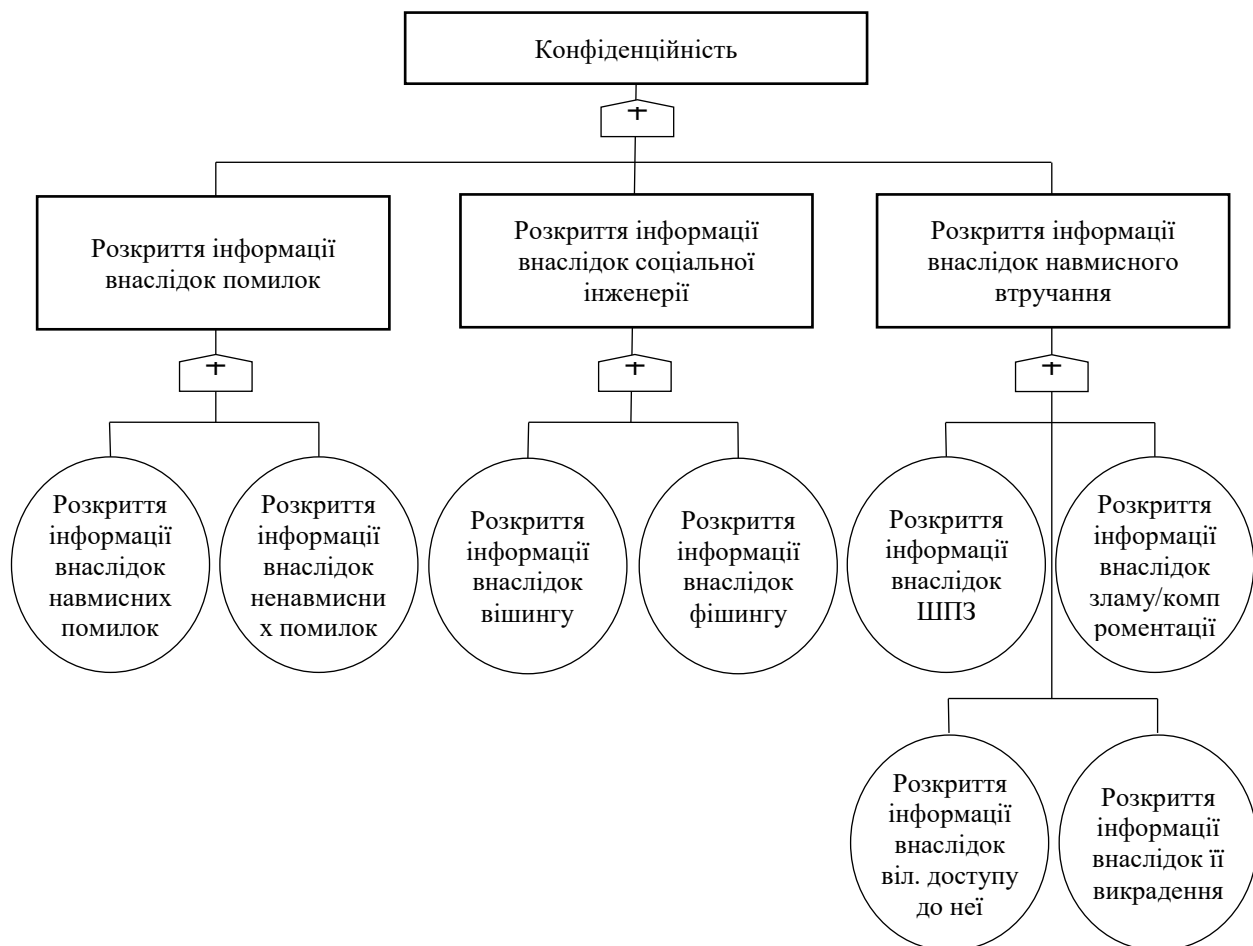 Конфіденційність
+
Розкриття інформації
внаслідок помилок
Розкриття інформації
внаслідок соціальної
інженерії
Розкриття інформації
внаслідок навмисного
втручання
+
+
+
Розкриття
інформації
внаслідок
навмисних
помилок
Розкриття
інформації
внаслідок
ненавмисни
х помилок
Розкриття
інформації
внаслідок
вішингу
Розкриття
інформації
внаслідок
фішингу
Розкриття
інформації
внаслідок
ШПЗ
Розкриття
інформації
внаслідок
зламу/комп
роментації
Розкриття
інформації
внаслідок
віл. доступу
до неї
Розкриття
інформації
внаслідок її
викрадення